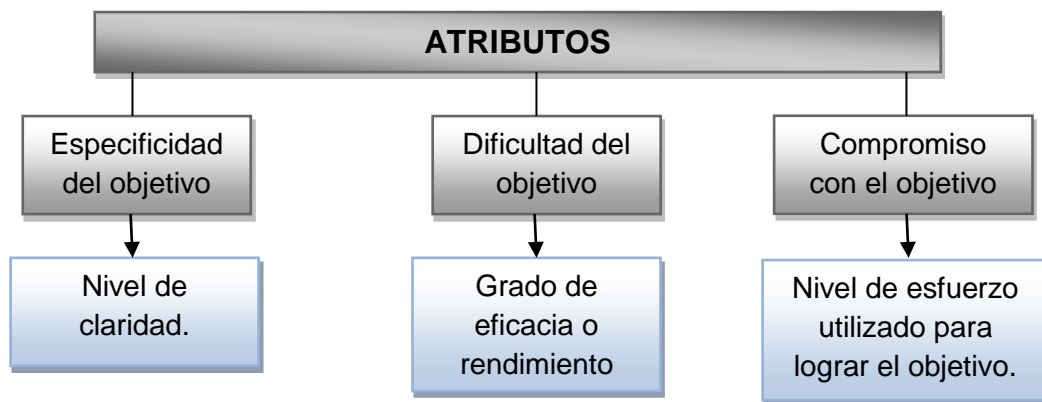 ATRIBUTOS
Especificidad
del objetivo
Dificultad del
objetivo
Compromiso
con el objetivo
Nivel de
claridad.
Grado de
eficacia o
rendimiento
Nivel de esfuerzo
utilizado para
lograr el objetivo.